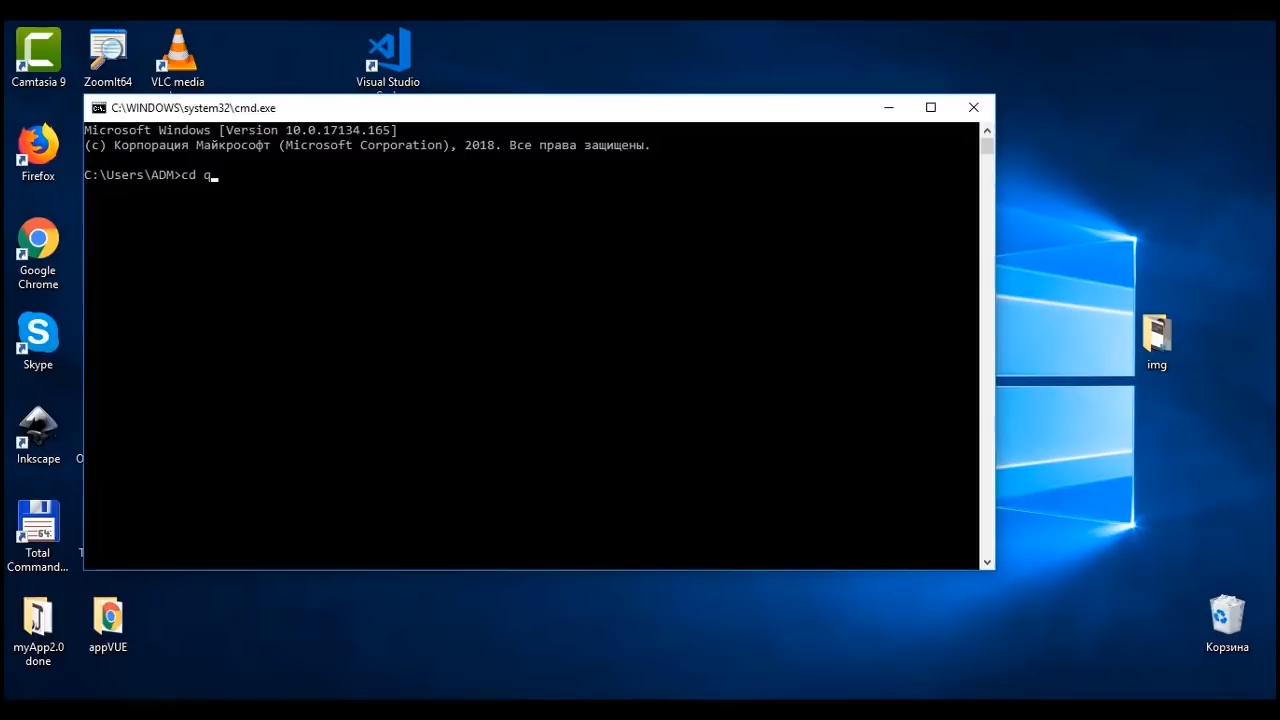 Camtasia 9
ZoomIt64
VLC media
Visual Studio
C:\WINDOWS\system32\cmd.exe
Microsoft Windows [Version 10.0.17134.165]
(c) Корпорация Майкрософт (Microsoft Corporation), 2018. Все права защищены.
C:\Users\ADM>cd q
Firefox
Google
Chrome
Skype
Inkscape
Total
Command...
myApp2.0
done
appVUE
img
Корзина